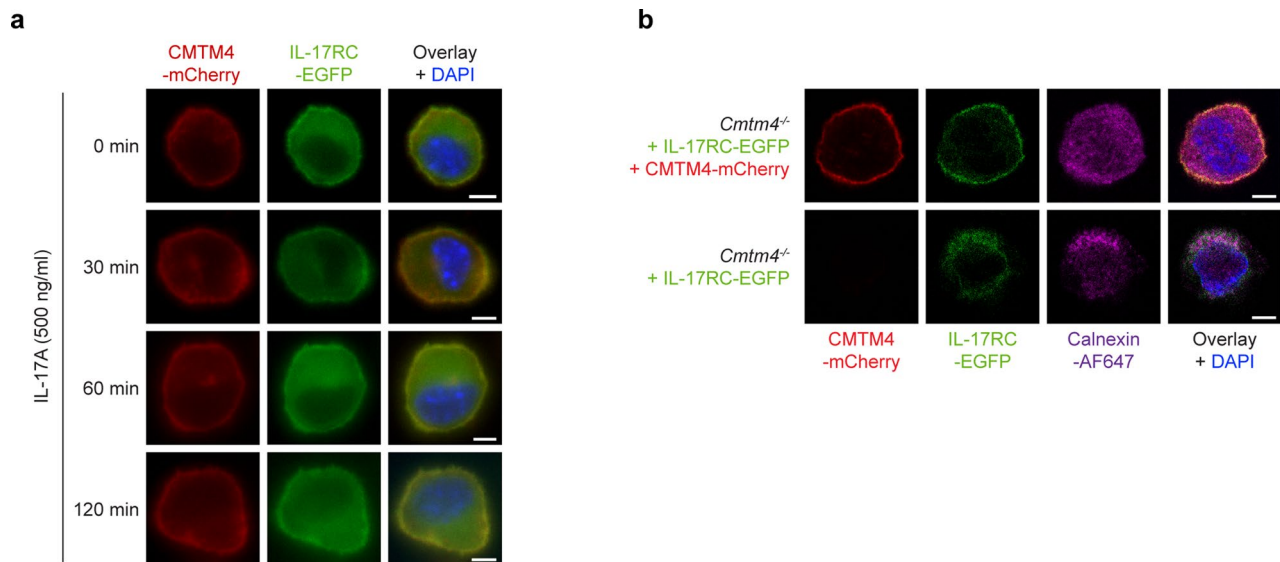 a
CMTM4
-mCherry
IL-17RC
-EGFP
Overlay
+ DAPI
IL-17A (500 ng/ml)
0 min
30 min
60 min
120 min
b
Cmtm4-/-
+ IL-17RC-EGFP
+ CMTM4-mCherry
Cmtm4-/-
+ IL-17RC-EGFP
CMTM4
-mCherry
IL-17RC
-EGFP
Calnexin
-AF647
Overlay
+ DAPI